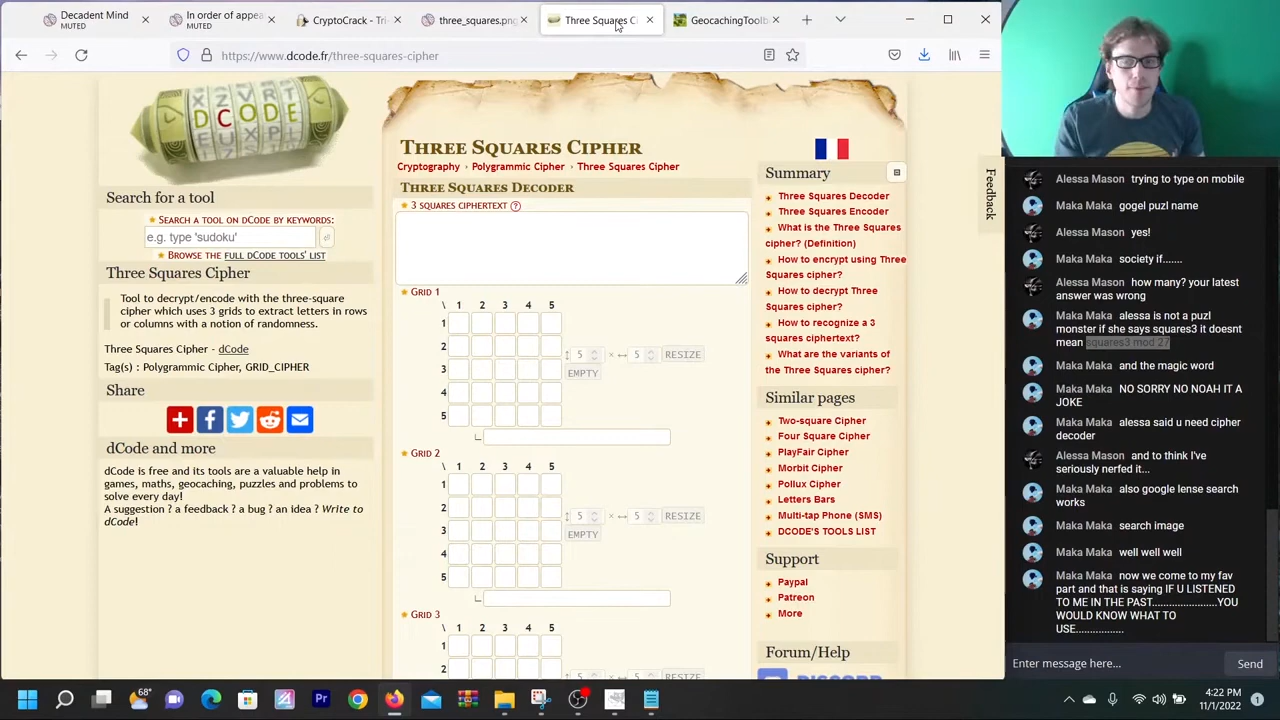 Decadent Mind
MUTED
In order of appea
MUTED
CryptoCrack - Tri
three_squares.png
Three Squares C
GeocachingToolb
https://www.dcode.fr/three-squares-cipher
DCODE
Search for a tool
SEARCH A TOOL ON DCODE BY KEYWORDS:
e.g. type 'sudoku'
BROWSE THE FULL DCODE TOOLS' LIST
Three Squares Cipher
Tool to decrypt/encode with the three-square
cipher which uses 3 grids to extract letters in rows
or columns with a notion of randomness.
Three Squares Cipher - dCode
Tag(s) : Polygrammic Cipher, GRID_CIPHER
Share
dCode and more
dCode is free and its tools are a valuable help in
games, maths, geocaching, puzzles and problems to
solve every day!
A suggestion ? a feedback ? a bug ? an idea ? Write to
dCode!
THREE SQUARES CIPHER
Cryptography › Polygrammic Cipher › Three Squares Cipher
THREE SQUARES DECODER
3 SQUARES CIPHERTEXT ?
GRID 1
\ 1 2 3 4 5
1
2
3
4
5
5 × 5 RESIZE
EMPTY
GRID 2
\ 1 2 3 4 5
1
2
3
4
5
5 × 5 RESIZE
EMPTY
GRID 3
\ 1 2 3 4 5
1
2
5 × 5 RESIZE
Summary
Three Squares Decoder
Three Squares Encoder
What is the Three Squares
cipher? (Definition)
How to encrypt using Three
Squares cipher?
How to decrypt Three
Squares cipher?
How to recognize a 3
squares ciphertext?
What are the variants of
the Three Squares cipher?
Similar pages
Two-square Cipher
Four Square Cipher
PlayFair Cipher
Morbit Cipher
Pollux Cipher
Letters Bars
Multi-tap Phone (SMS)
DCODE'S TOOLS LIST
Support
Paypal
Patreon
More
Forum/Help
DISCORD
Feedback
Alessa Mason trying to type on mobile
Maka Maka gogel puzl name
Alessa Mason yes!
Maka Maka society if.......
Alessa Mason how many? your latest
answer was wrong
Maka Maka alessa is not a puzl
monster if she says squares3 it doesnt
mean squares3 mod 27
Maka Maka and the magic word
Maka Maka NO SORRY NO NOAH IT A
JOKE
Maka Maka alessa said u need cipher
decoder
Alessa Mason and to think I've
seriously nerfed it...
Maka Maka also google lense search
works
Maka Maka search image
Maka Maka well well well
Maka Maka now we come to my fav
part and that is saying IF U LISTENED
TO ME IN THE PAST.......................YOU
WOULD KNOW WHAT TO
USE.................
Enter message here...
Send
68°
Pr
4:22 PM
11/1/2022